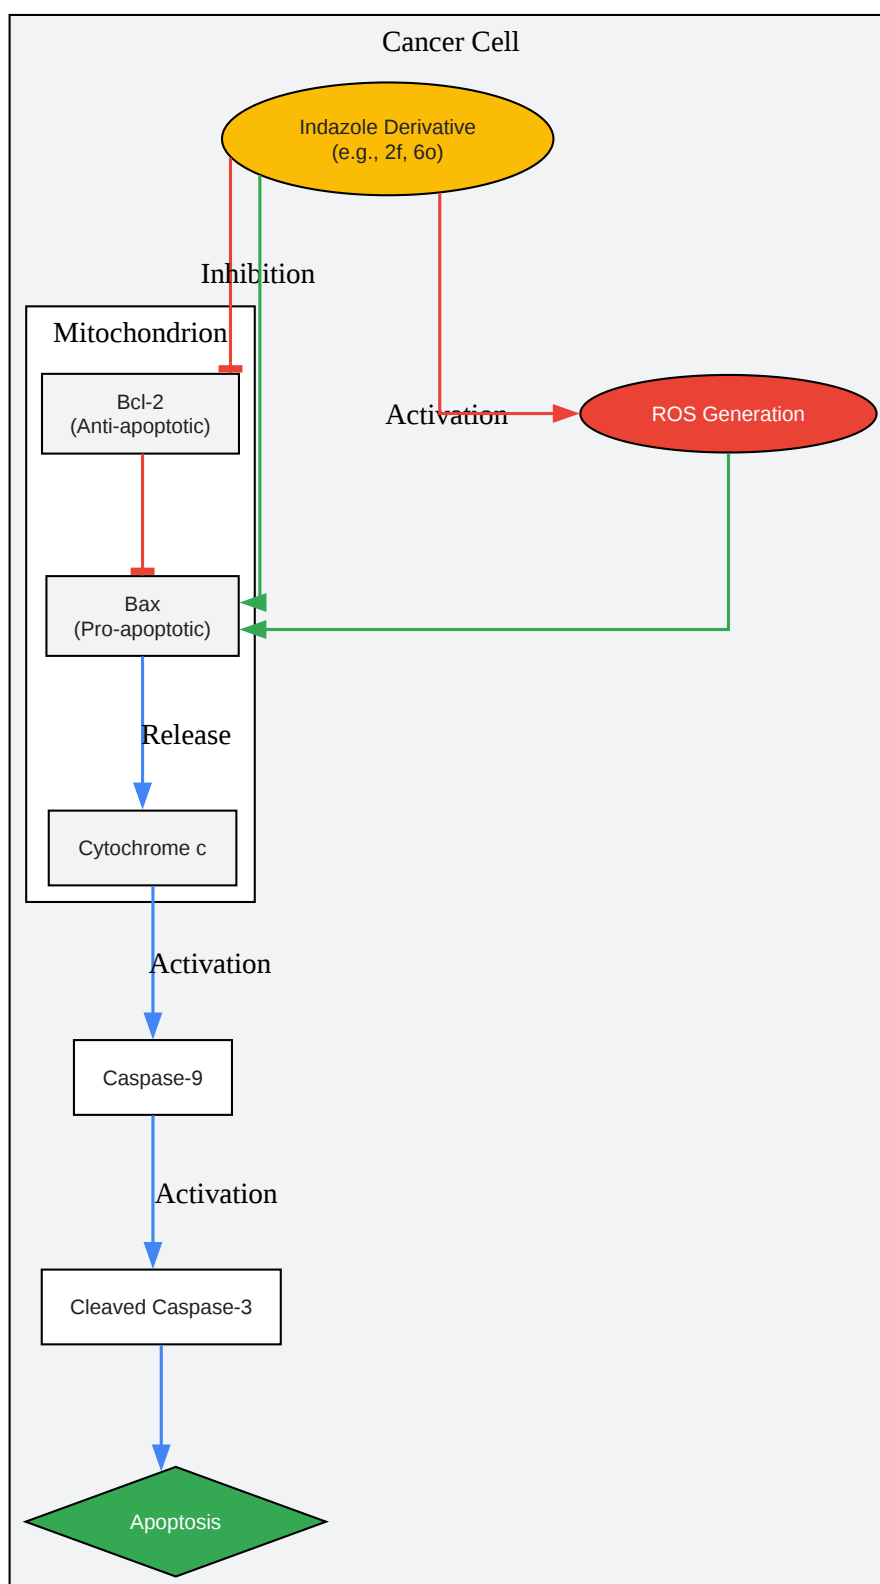 Cancer Cell
Indazole Derivative
(e.g., 2f, 6o)
Inhibition
Mitochondrion
Bcl-2
(Anti-apoptotic)
Activation
ROS Generation
Bax
(Pro-apoptotic)
Release
Cytochrome c
Activation
Caspase-9
Activation
Cleaved Caspase-3
Apoptosis